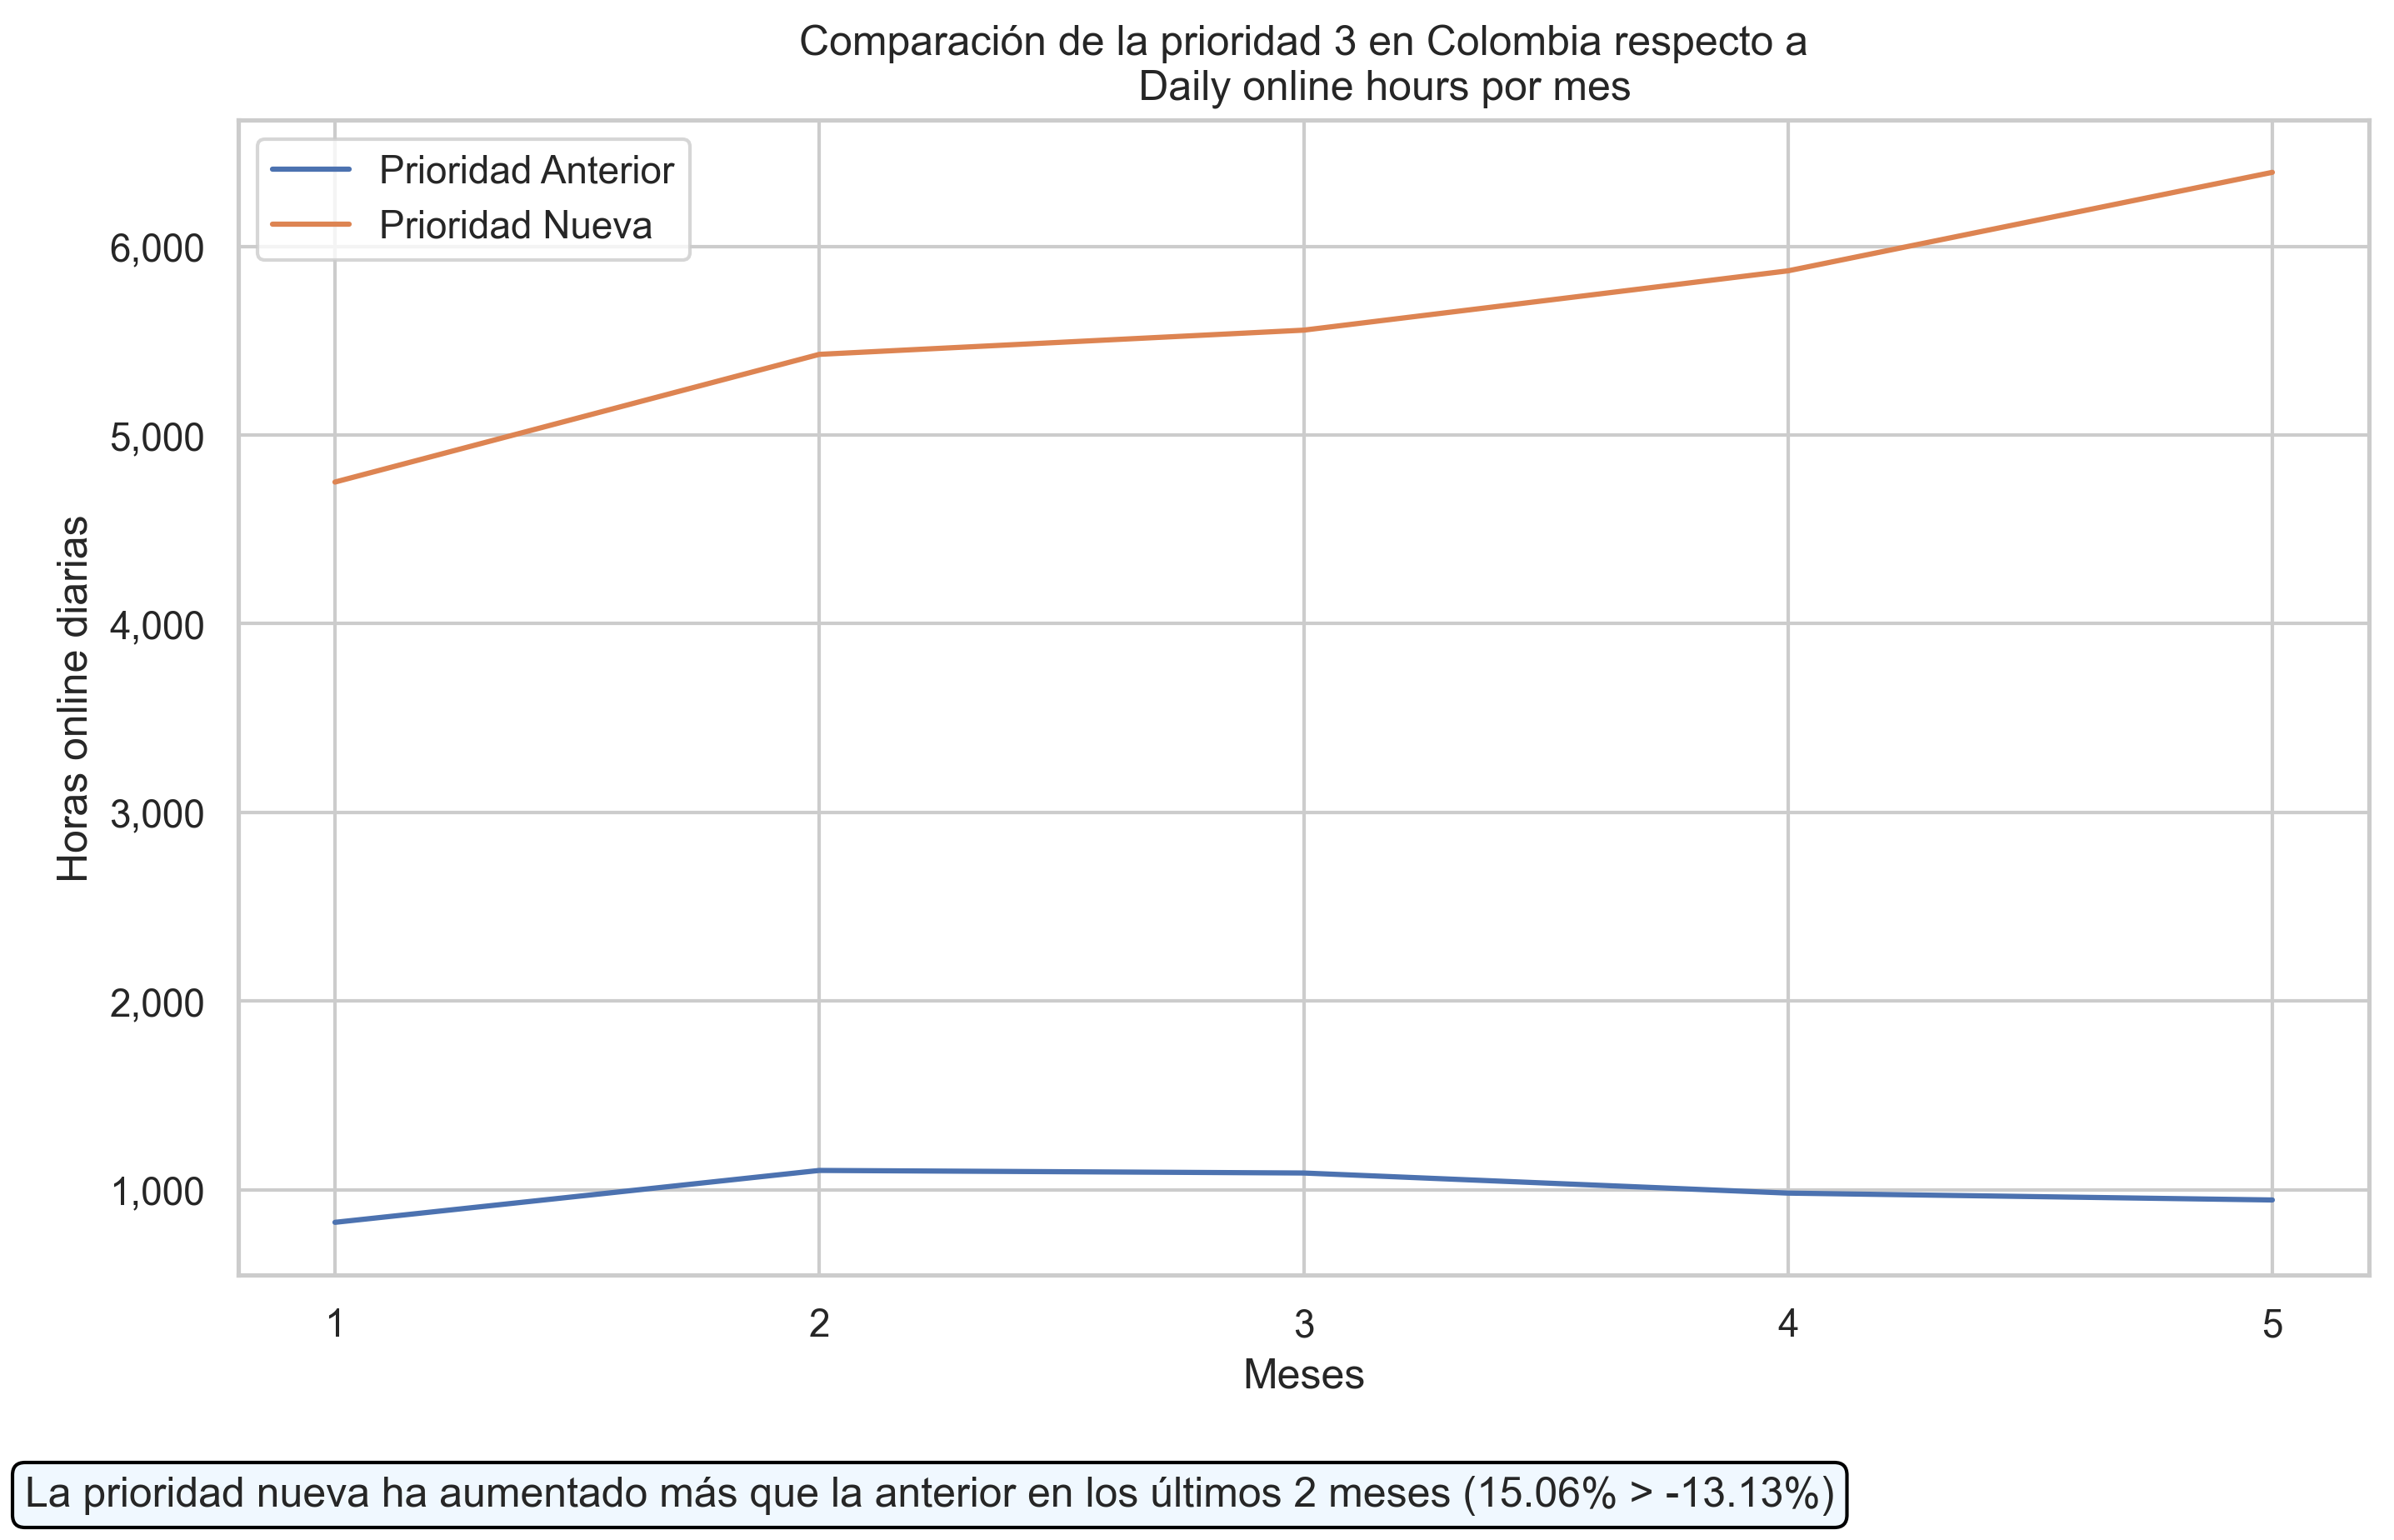 Comparación de la prioridad 3 en Colombia respecto a
Daily online hours por mes
Prioridad Anterior
Prioridad Nueva
6,000
5,000
4,000
3,000
2,000
1,000
Horas online diarias
1 2 3 4 5
Meses
La prioridad nueva ha aumentado más que la anterior en los últimos 2 meses (15.06% > -13.13%)